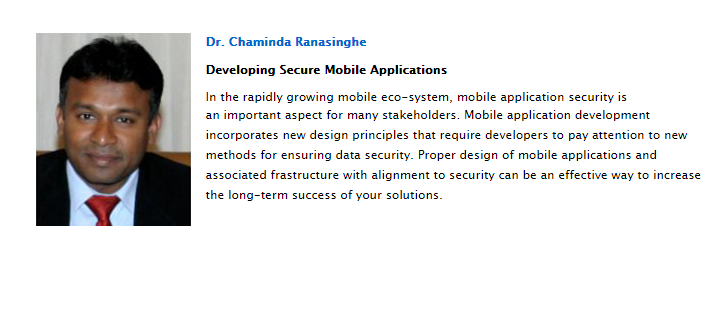 Dr. Chaminda Ranasinghe
Developing Secure Mobile Applications
In the rapidly growing mobile eco-system, mobile application security is
an important aspect for many stakeholders. Mobile application development
incorporates new design principles that require developers to pay attention to new
methods for ensuring data security. Proper design of mobile applications and
associated frastructure with alignment to security can be an effective way to increase
the long-term success of your solutions.